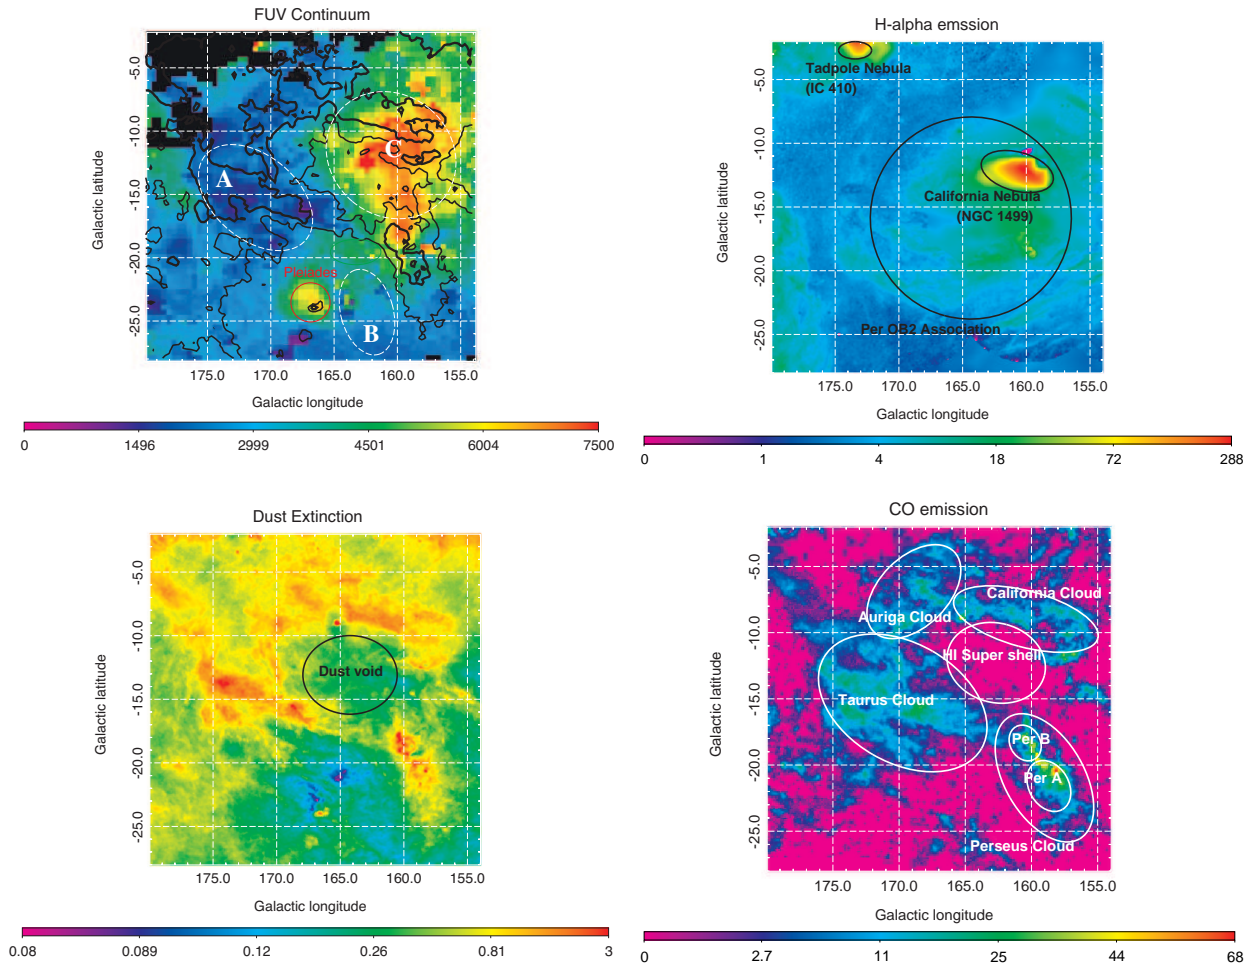 FUV Continuum
-5.0
-10.0
-15.0
-20.0
-25.0
Galactic latitude
A
C
Pleiades
B
175.0 170.0 165.0 160.0 155.0
Galactic longitude
0 1496 2999 4501 6004 7500
H-alpha emssion
-5.0
-10.0
-15.0
-20.0
-25.0
Galactic latitude
Tadpole Nebula
(IC 410)
California Nebula
(NGC 1499)
Per OB2 Association
175.0 170.0 165.0 160.0 155.0
Galactic longitude
0 1 4 18 72 288
Dust Extinction
-5.0
-10.0
-15.0
-20.0
-25.0
Galactic latitude
Dust void
175.0 170.0 165.0 160.0 155.0
Galactic longitude
0.08 0.089 0.12 0.26 0.81 3
CO emission
-5.0
-10.0
-15.0
-20.0
-25.0
Galactic latitude
California Cloud
Auriga Cloud
HI Super shell
Taurus Cloud
Per B
Per A
Perseus Cloud
175.0 170.0 165.0 160.0 155.0
Galactic longitude
0 2.7 11 25 44 68